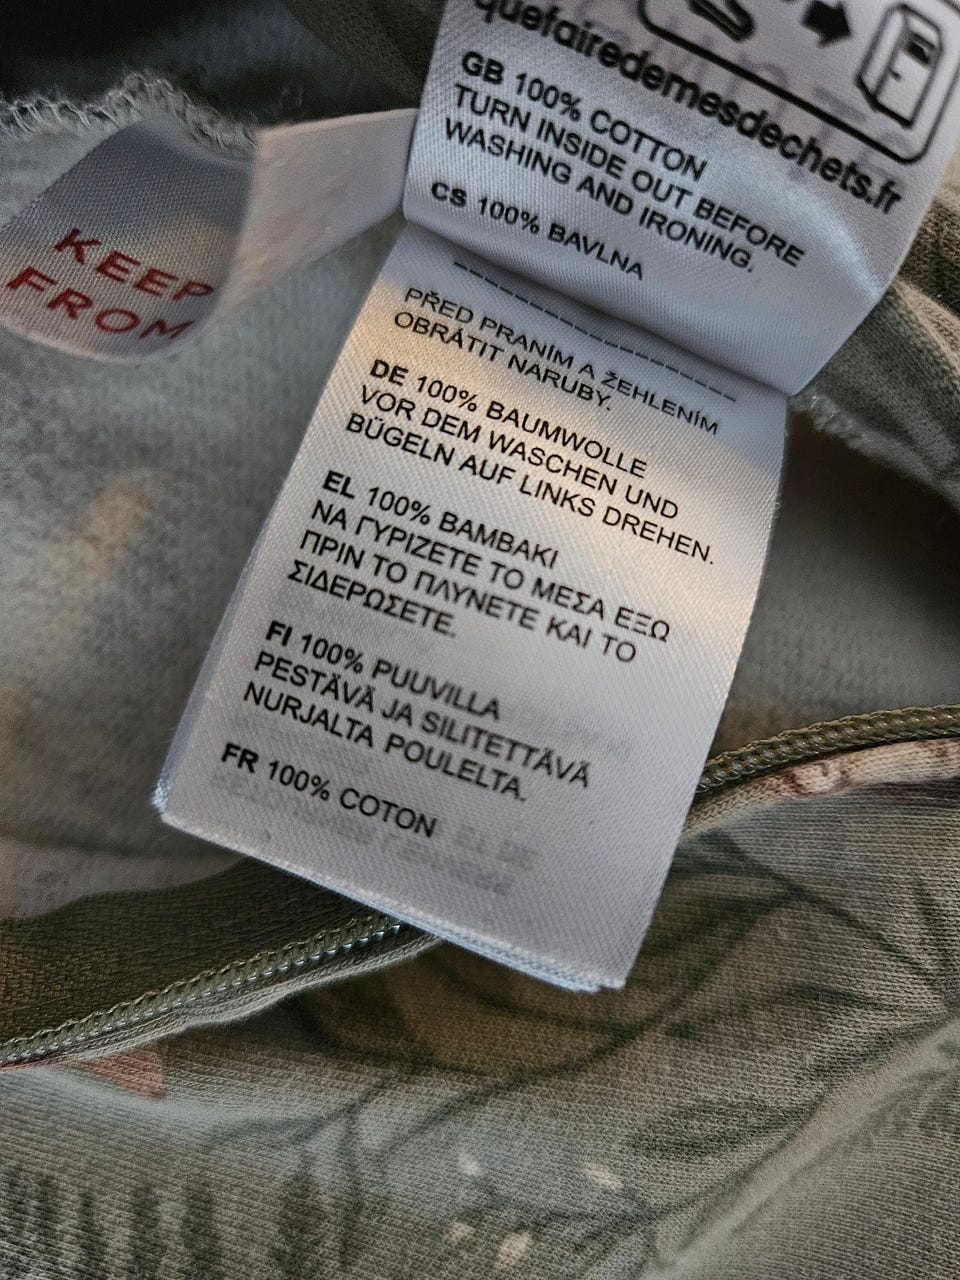 quefairedemesdechets.fr
GB 100% COTTON
TURN INSIDE OUT BEFORE
WASHING AND IRONING.
CS 100% BAVLNA
PŘED PRANÍM A ŽEHLENÍM
OBRÁTIT NARUBY.
DE 100% BAUMWOLLE
VOR DEM WASCHEN UND
BÜGELN AUF LINKS DREHEN.
EL 100% ΒΑΜΒΑΚΙ
ΝΑ ΓΥΡΙΖΕΤΕ ΤΟ ΜΕΣΑ ΕΞΩ
ΠΡΙΝ ΤΟ ΠΛΥΝΕΤΕ ΚΑΙ ΤΟ
ΣΙΔΕΡΩΣΕΤΕ.
FI 100% PUUVILLA
PESTÄVÄ JA SILITETTÄVÄ
NURJALTA POULELTA.
FR 100% COTON
KEEP
FROM